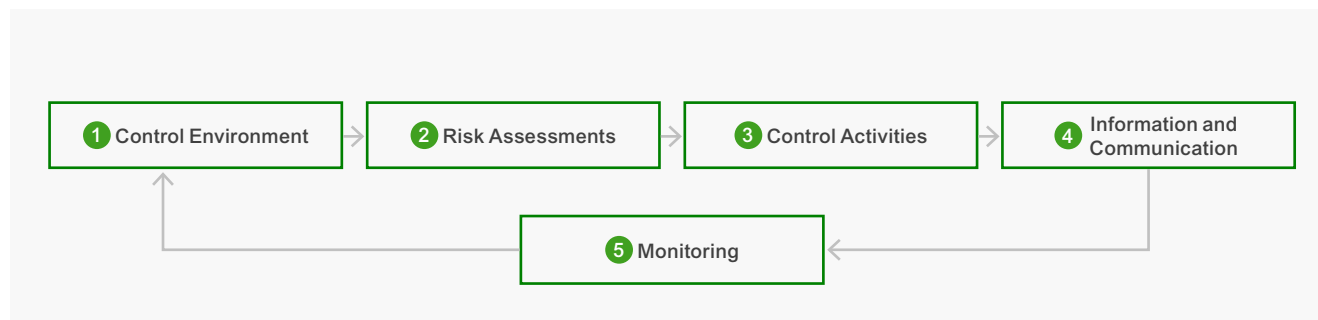 1 Control Environment
2 Risk Assessments
3 Control Activities
4 Information and
Communication
5 Monitoring